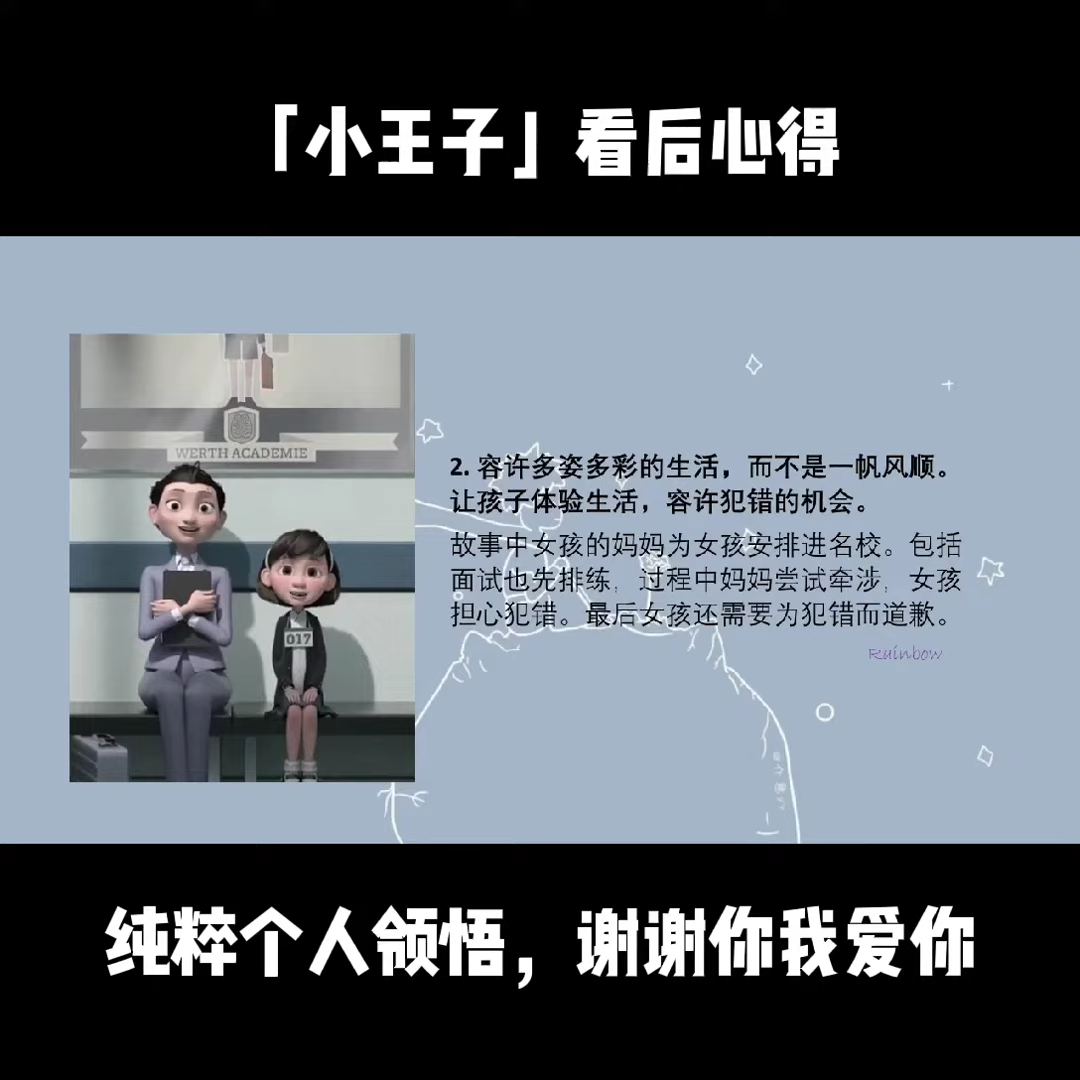 「小王子」看后心得
WERTH ACADEMIE
017
2. 容许多姿多彩的生活，而不是一帆风顺。
让孩子体验生活，容许犯错的机会。
故事中女孩的妈妈为女孩安排进名校。包括
面试也先排练，过程中妈妈尝试牵涉，女孩
担心犯错。最后女孩还需要为犯错而道歉。
Ruinbow
纯粹个人领悟，谢谢你我爱你